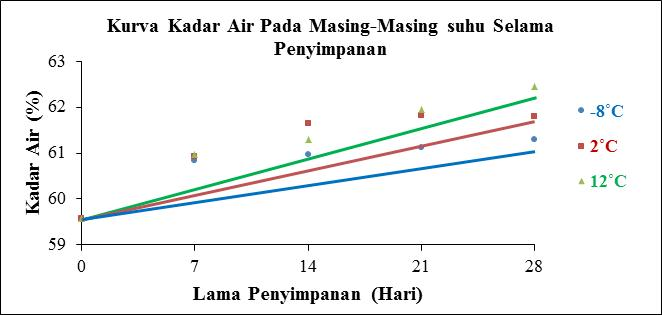 Kurva Kadar Air Pada Masing-Masing suhu Selama
Penyimpanan
Kadar Air (%)
63
62
61
60
59
0 7 14 21 28
Lama Penyimpanan (Hari)
-8˚C
2˚C
12˚C